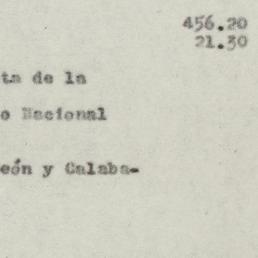 456.20
21.30
ta de la
o Nacional
eón y Calaba-